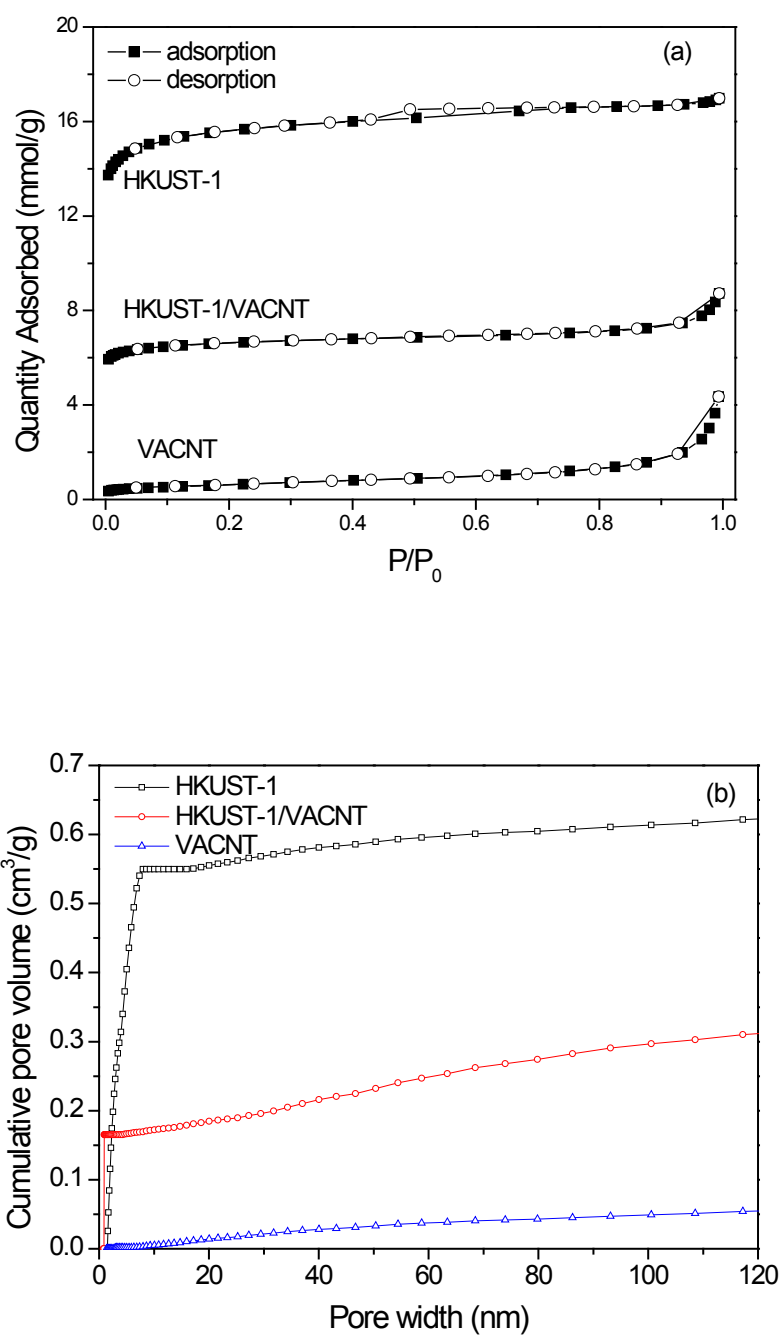 20
adsorption
(a)
desorption
16
HKUST-1
12
HKUST-1/VACNT
8
4
VACNT
0
0.0 0.2 0.4 0.6 0.8 1.0
P/P₀
Quantity Adsorbed (mmol/g)
0.7
HKUST-1
(b)
HKUST-1/VACNT
0.6
VACNT
0.5
0.4
0.3
0.2
0.1
0.0
0 20 40 60 80 100 120
Pore width (nm)
Cumulative pore volume (cm³/g)